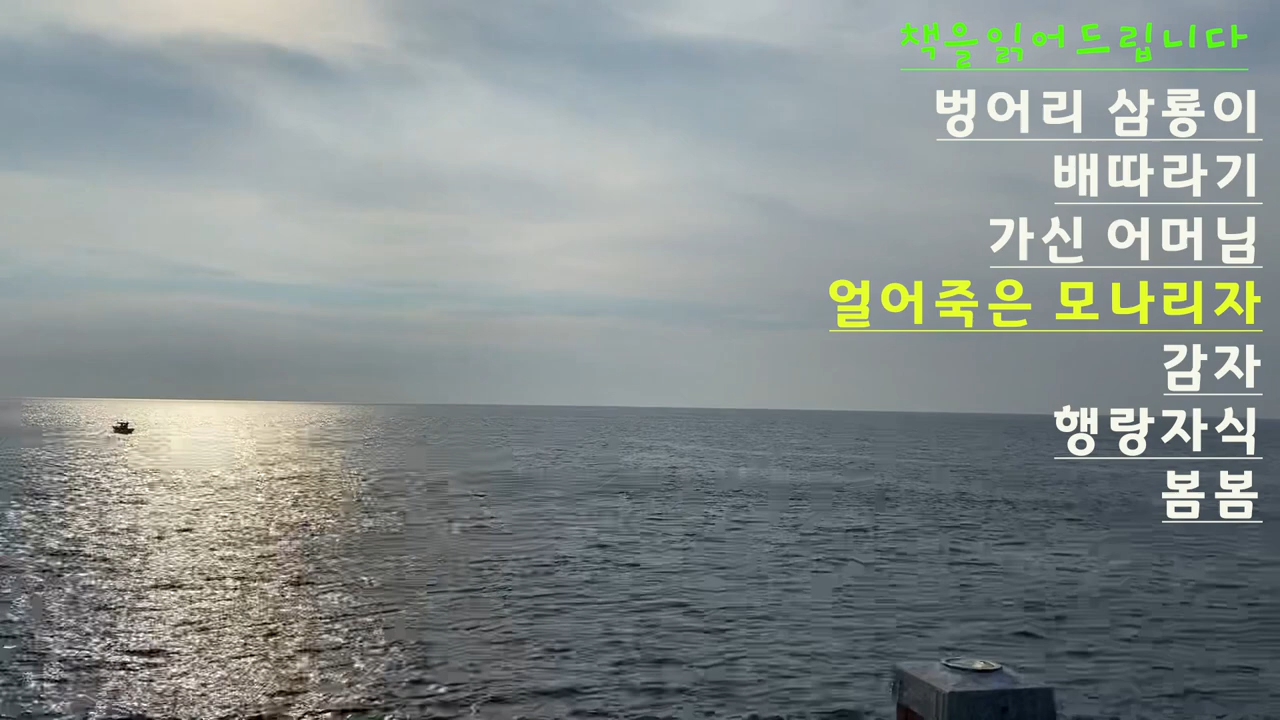 책을읽어드립니다
벙어리 삼룡이
배따라기
가신 어머님
얼어죽은 모나리자
감자
행랑자식
봄봄